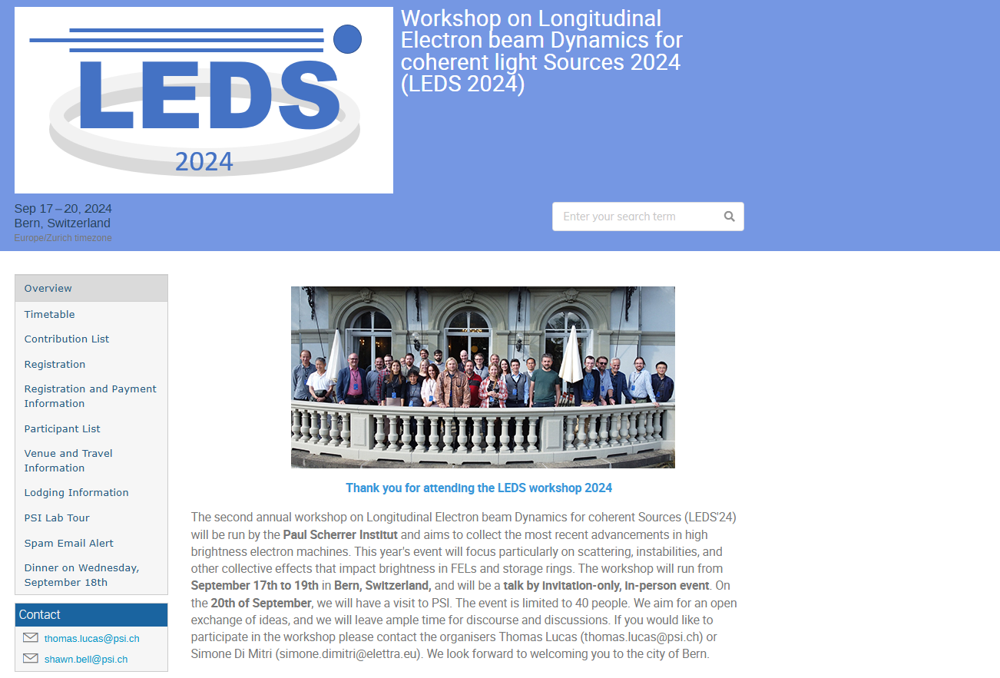 LEDS
2024
Workshop on Longitudinal
Electron beam Dynamics for
coherent light Sources 2024
(LEDS 2024)
Sep 17 – 20, 2024
Bern, Switzerland
Europe/Zurich timezone
Enter your search term
Overview
Timetable
Contribution List
Registration
Registration and Payment
Information
Participant List
Venue and Travel
Information
Lodging Information
PSI Lab Tour
Spam Email Alert
Dinner on Wednesday,
September 18th
Contact
thomas.lucas@psi.ch
shawn.bell@psi.ch
Thank you for attending the LEDS workshop 2024
The second annual workshop on Longitudinal Electron beam Dynamics for coherent Sources (LEDS'24)
will be run by the Paul Scherrer Institut and aims to collect the most recent advancements in high
brightness electron machines. This year's event will focus particularly on scattering, instabilities, and
other collective effects that impact brightness in FELs and storage rings. The workshop will run from
September 17th to 19th in Bern, Switzerland, and will be a talk by invitation-only, in-person event. On
the 20th of September, we will have a visit to PSI. The event is limited to 40 people. We aim for an open
exchange of ideas, and we will leave ample time for discourse and discussions. If you would like to
participate in the workshop please contact the organisers Thomas Lucas (thomas.lucas@psi.ch) or
Simone Di Mitri (simone.dimitri@elettra.eu). We look forward to welcoming you to the city of Bern.